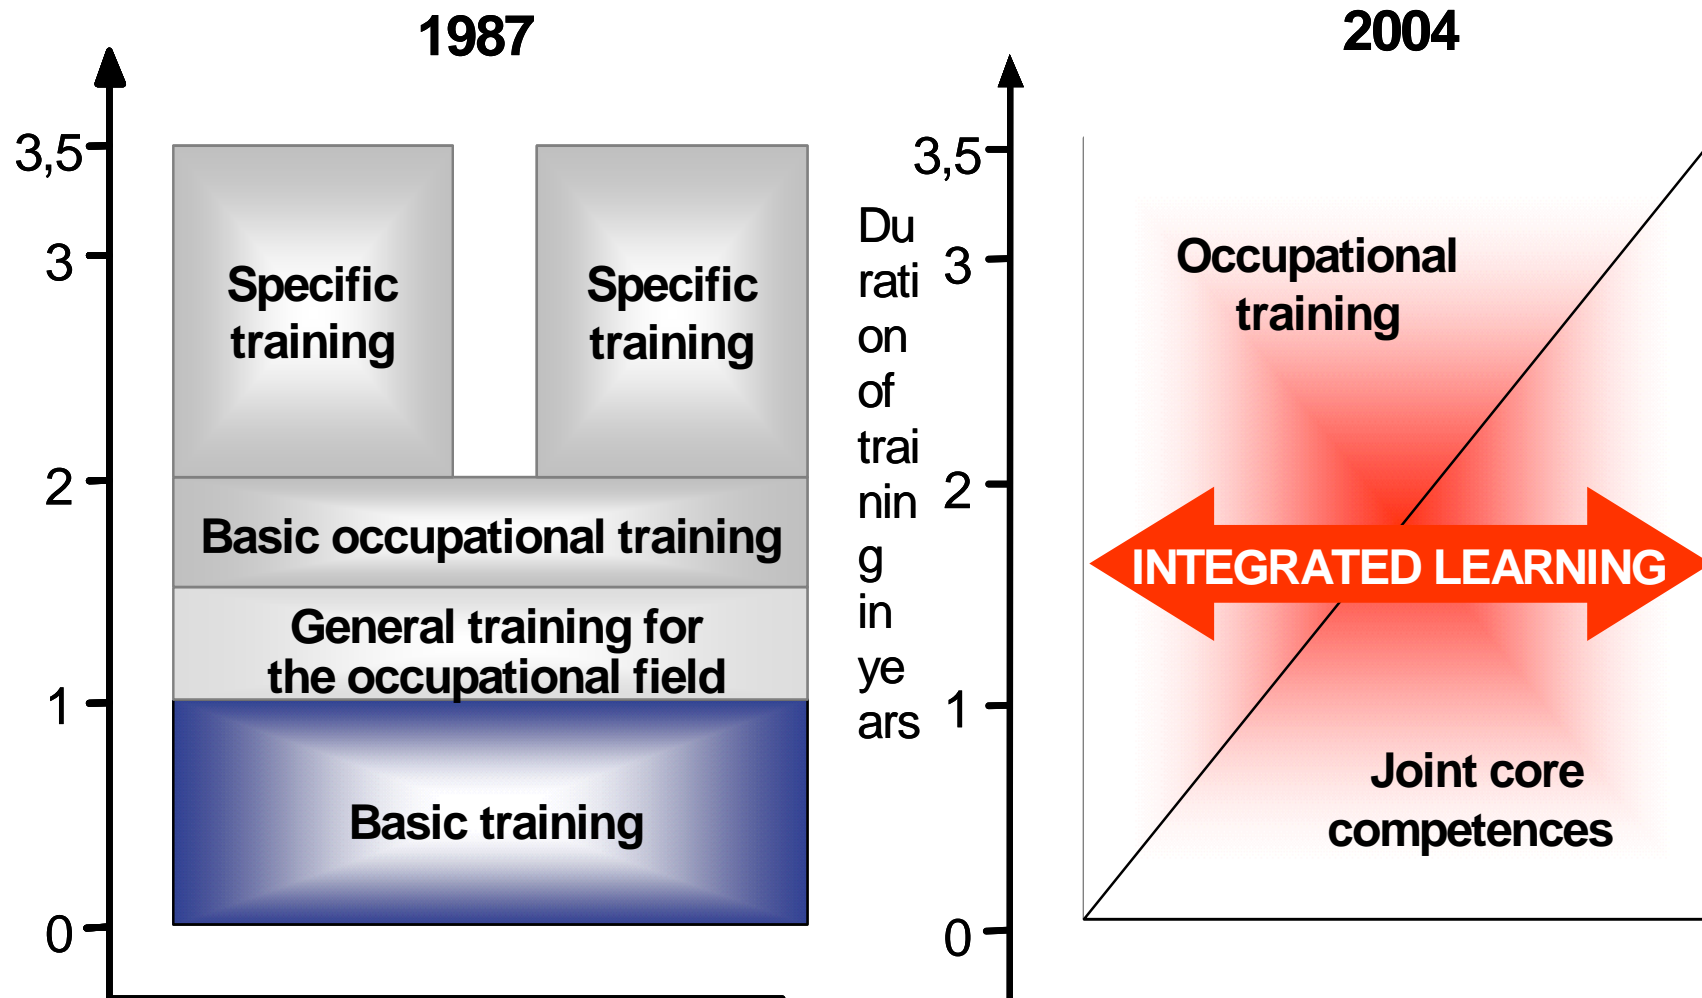 1987
3,5
3
2
1
0
Specific
training
Specific
training
Basic occupational training
General training for
the occupational field
Basic training
Du
rati
on
of
trai
nin
g
in
ye
ars
2004
3,5
3
2
1
0
Occupational
training
INTEGRATED LEARNING
Joint core
competences